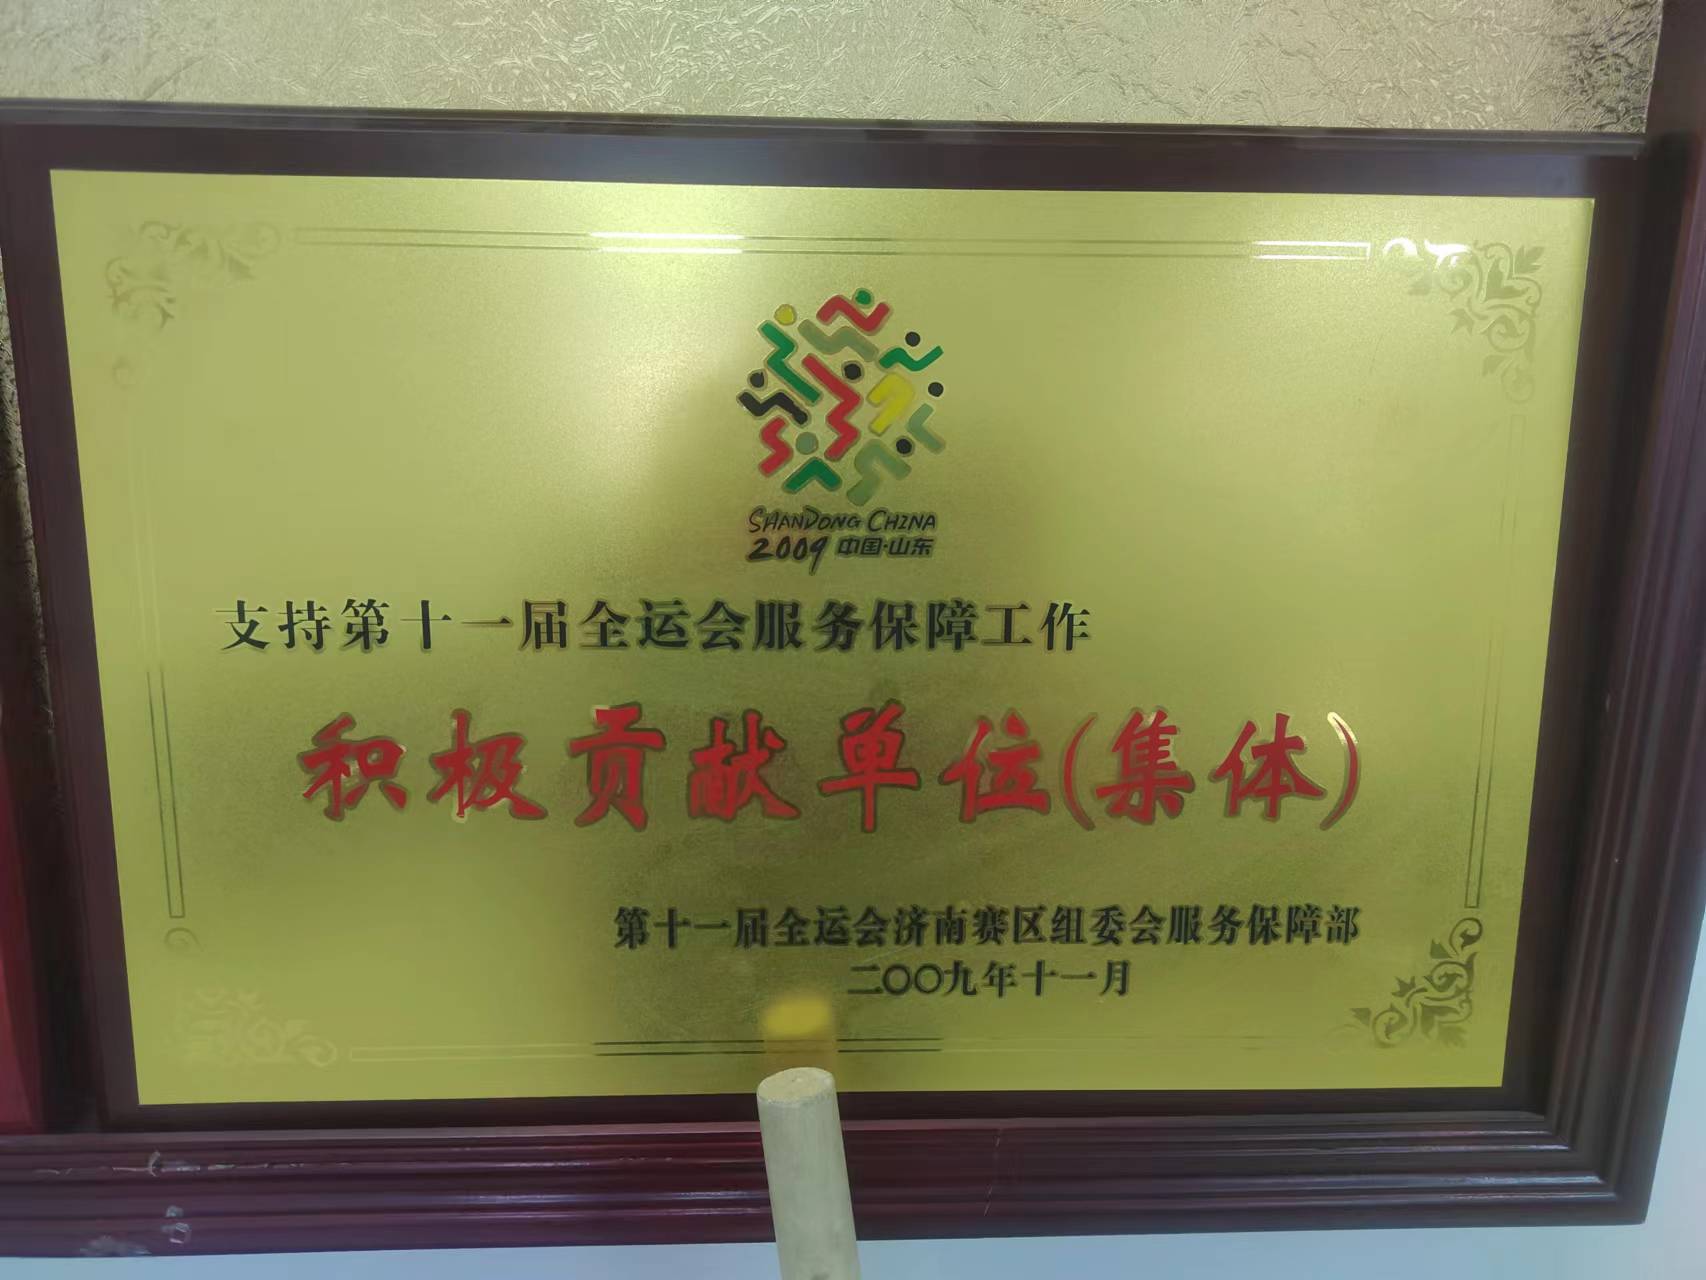 SHANDONG CHINA
2009 中国·山东
支持第十一届全运会服务保障工作
积极贡献单位(集体)
第十一届全运会济南赛区组委会服务保障部
二〇〇九年十一月